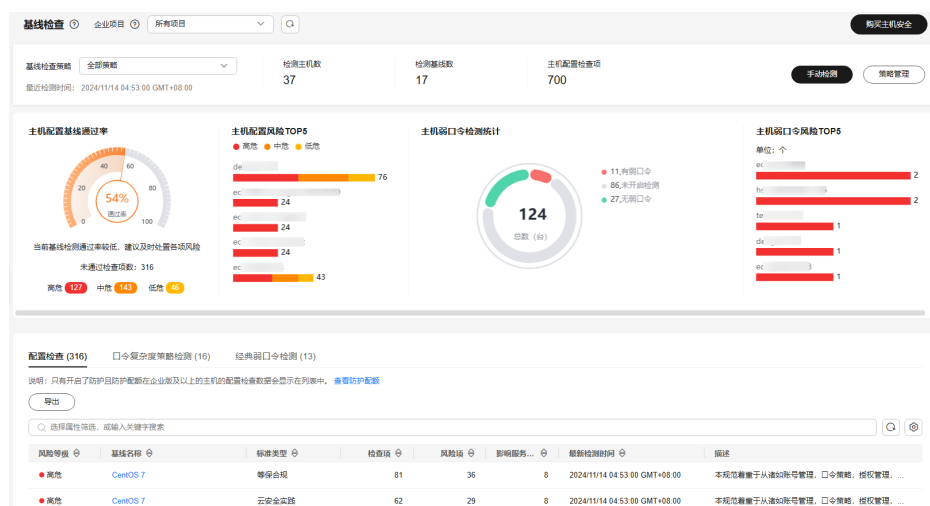 基线检查 企业项目 所有项目 购买主机安全
基线检查策略 全部策略 检测主机数 检测基线数 主机配置检查项
37 17 700 手动检测 策略管理
最近检测时间： 2024/11/14 04:53:00 GMT+08:00
主机配置基线通过率 主机配置风险TOP5 主机弱口令检测统计 主机弱口令风险TOP5
高危 中危 低危
单位：个
0 20 40 60 80 100
54%
通过率
de
76
ec
24
ec
24
ec
24
ec
43
124
总数（台）
11,有弱口令
86,未开启检测
27,无弱口令
ec
2
2
te
1
de
1
ec
1
当前基线检测通过率较低，建议及时处置各项风险
未通过检查项数：316
高危 127 中危 143 低危 46
配置检查 (316) 口令复杂度策略检测 (16) 经典弱口令检测 (13)
说明：只有开启了防护且防护配额在企业版及以上的主机的配置检查数据会显示在列表中。 查看防护配额
导出
选择属性筛选，或输入关键字搜索
风险等级 基线名称 标准类型 检查项 风险项 影响服务... 最新检测时间 描述
高危 CentOS 7 等保合规 81 36 8 2024/11/14 04:53:00 GMT+08:00 本规范着重于从诸如账号管理，口令策略，授权管理，...
高危 CentOS 7 云安全实践 62 29 8 2024/11/14 04:53:00 GMT+08:00 本规范着重于从诸如账号管理，口令策略，授权管理，...